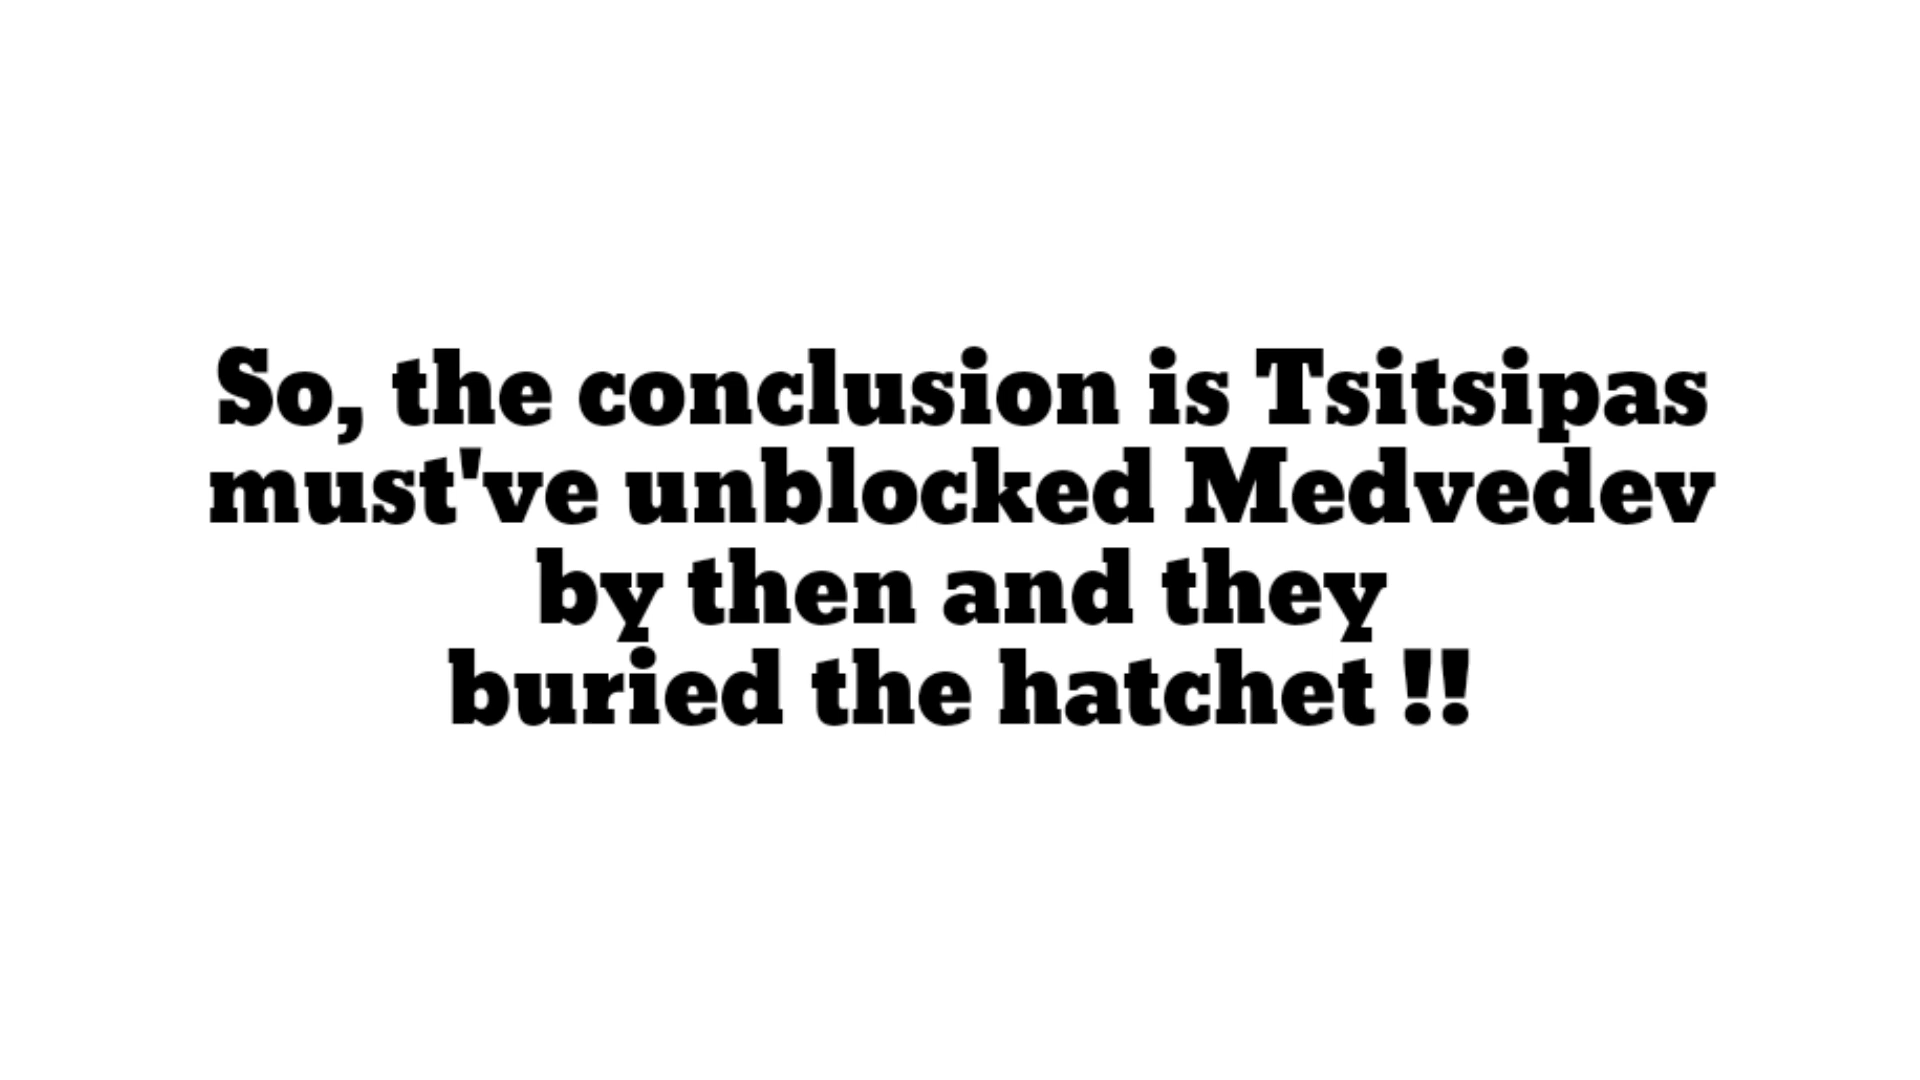 So, the conclusion is Tsitsipas
must've unblocked Medvedev
by then and they
buried the hatchet !!